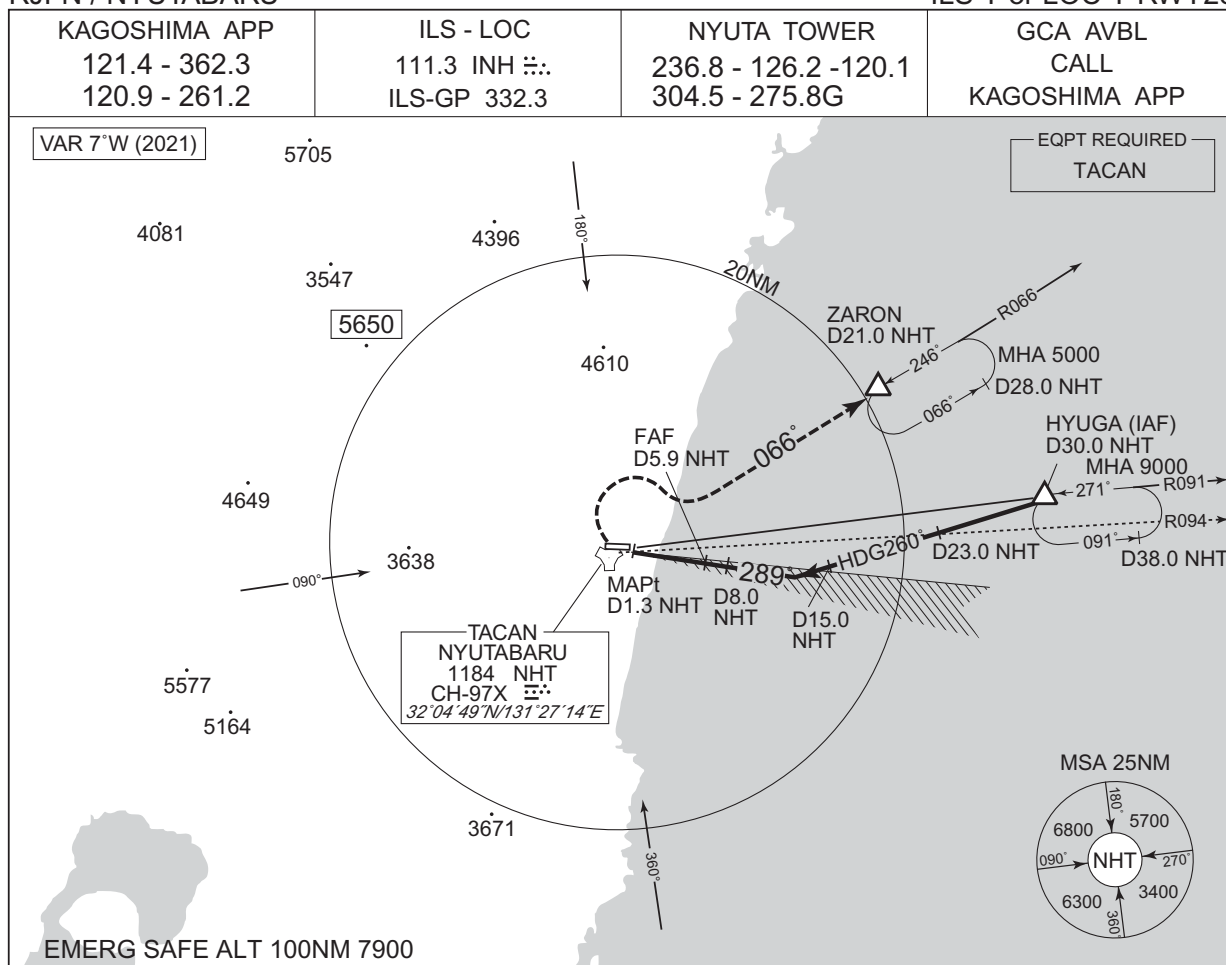 KAGOSHIMA APP
121.4 - 362.3
120.9 - 261.2
ILS - LOC
111.3 INH
ILS-GP 332.3
NYUTA TOWER
236.8 - 126.2 -120.1
304.5 - 275.8G
GCA AVBL
CALL
KAGOSHIMA APP
VAR 7°W (2021)
EQPT REQUIRED
TACAN
5705
4081
4396
180°
3547
20NM
5650
4610
ZARON
D21.0 NHT
R066
246°
MHA 5000
D28.0 NHT
066°
066°
FAF
D5.9 NHT
HYUGA (IAF)
D30.0 NHT
MHA 9000
271°
R091
R094
091°
D38.0 NHT
4649
3638
090°
HDG260°
D23.0 NHT
289°
MAPt
D1.3 NHT
D8.0
NHT
D15.0
NHT
TACAN
NYUTABARU
1184 NHT
CH-97X
32°04′49″N/131°27′14″E
5577
5164
3671
360°
MSA 25NM
180°
6800
5700
090°
NHT
270°
6300
3400
360°
EMERG SAFE ALT 100NM 7900